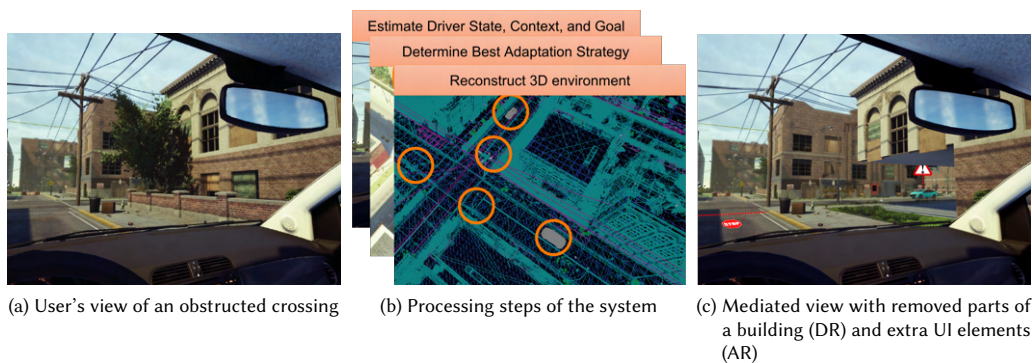 Estimate Driver State, Context, and Goal
Determine Best Adaptation Strategy
Reconstruct 3D environment
STOP
(a) User's view of an obstructed crossing
(b) Processing steps of the system
(c) Mediated view with removed parts of
a building (DR) and extra UI elements
(AR)